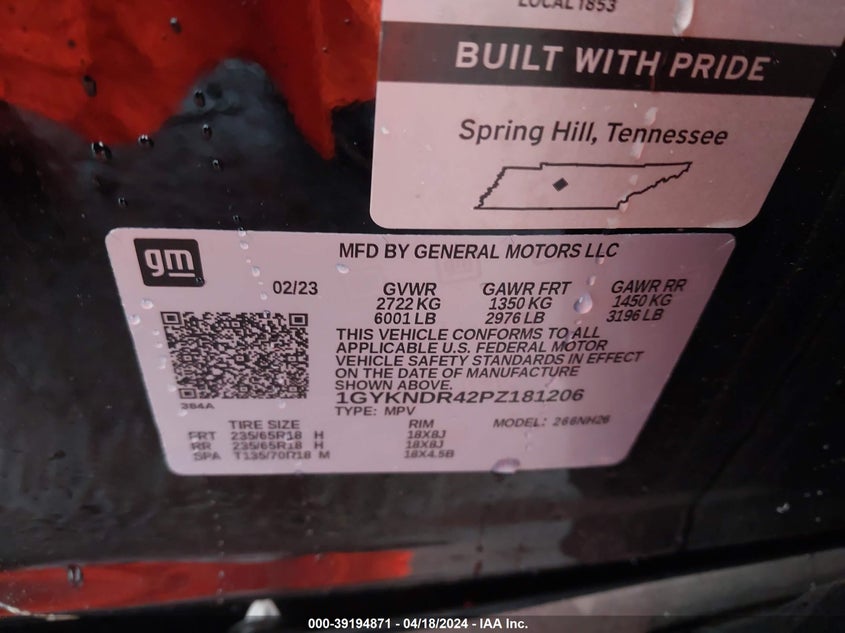 LOCAL 1853
BUILT WITH PRIDE
Spring Hill, Tennessee
gm
MFD BY GENERAL MOTORS LLC
02/23 GVWR GAWR FRT GAWR RR
2722 KG 1350 KG 1450 KG
6001 LB 2976 LB 3196 LB
THIS VEHICLE CONFORMS TO ALL
APPLICABLE U.S. FEDERAL MOTOR
VEHICLE SAFETY STANDARDS IN EFFECT
ON THE DATE OF MANUFACTURE
SHOWN ABOVE.
384A
1GYKNDR42PZ181206
TYPE: MPV MODEL: 266NH26
TIRE SIZE RIM
FRT 235/65R18 H 18X8J
RR 235/65R18 H 18X8J
SPA T135/70R18 M 18X4.5B
000-39194871 - 04/18/2024 - IAA Inc.